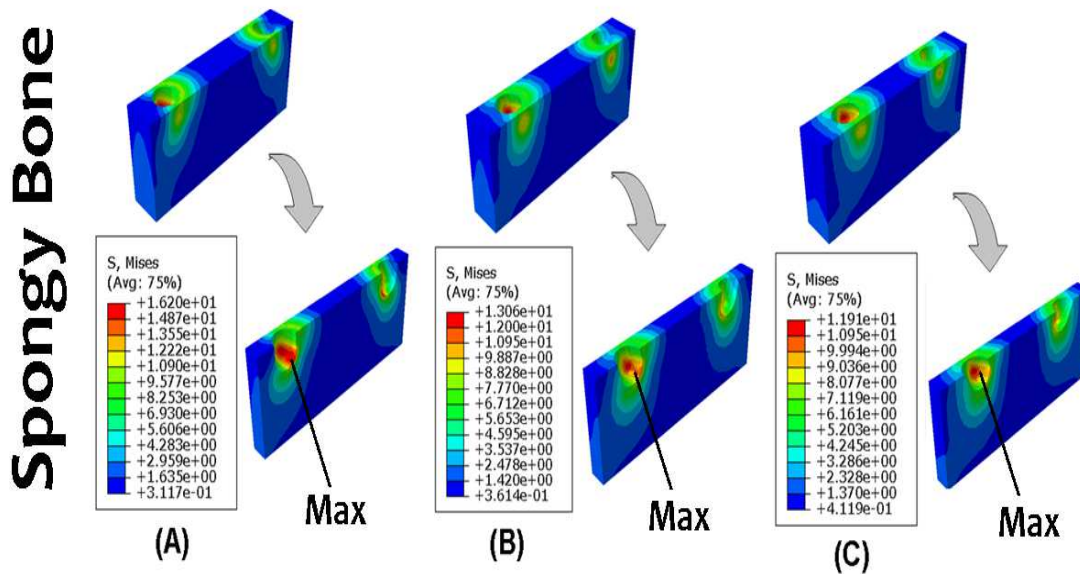 Spongy Bone
S, Mises
(Avg: 75%)
+1.620e+01
+1.487e+01
+1.355e+01
+1.222e+01
+1.090e+01
+9.577e+00
+8.253e+00
+6.930e+00
+5.606e+00
+4.283e+00
+2.959e+00
+1.635e+00
+3.117e-01
Max
(A)
S, Mises
(Avg: 75%)
+1.306e+01
+1.200e+01
+1.095e+01
+9.887e+00
+8.828e+00
+7.770e+00
+6.712e+00
+5.653e+00
+4.595e+00
+3.537e+00
+2.478e+00
+1.420e+00
+3.614e-01
Max
(B)
S, Mises
(Avg: 75%)
+1.191e+01
+1.095e+01
+9.994e+00
+9.036e+00
+8.077e+00
+7.119e+00
+6.161e+00
+5.203e+00
+4.245e+00
+3.286e+00
+2.328e+00
+1.370e+00
+4.119e-01
Max
(C)